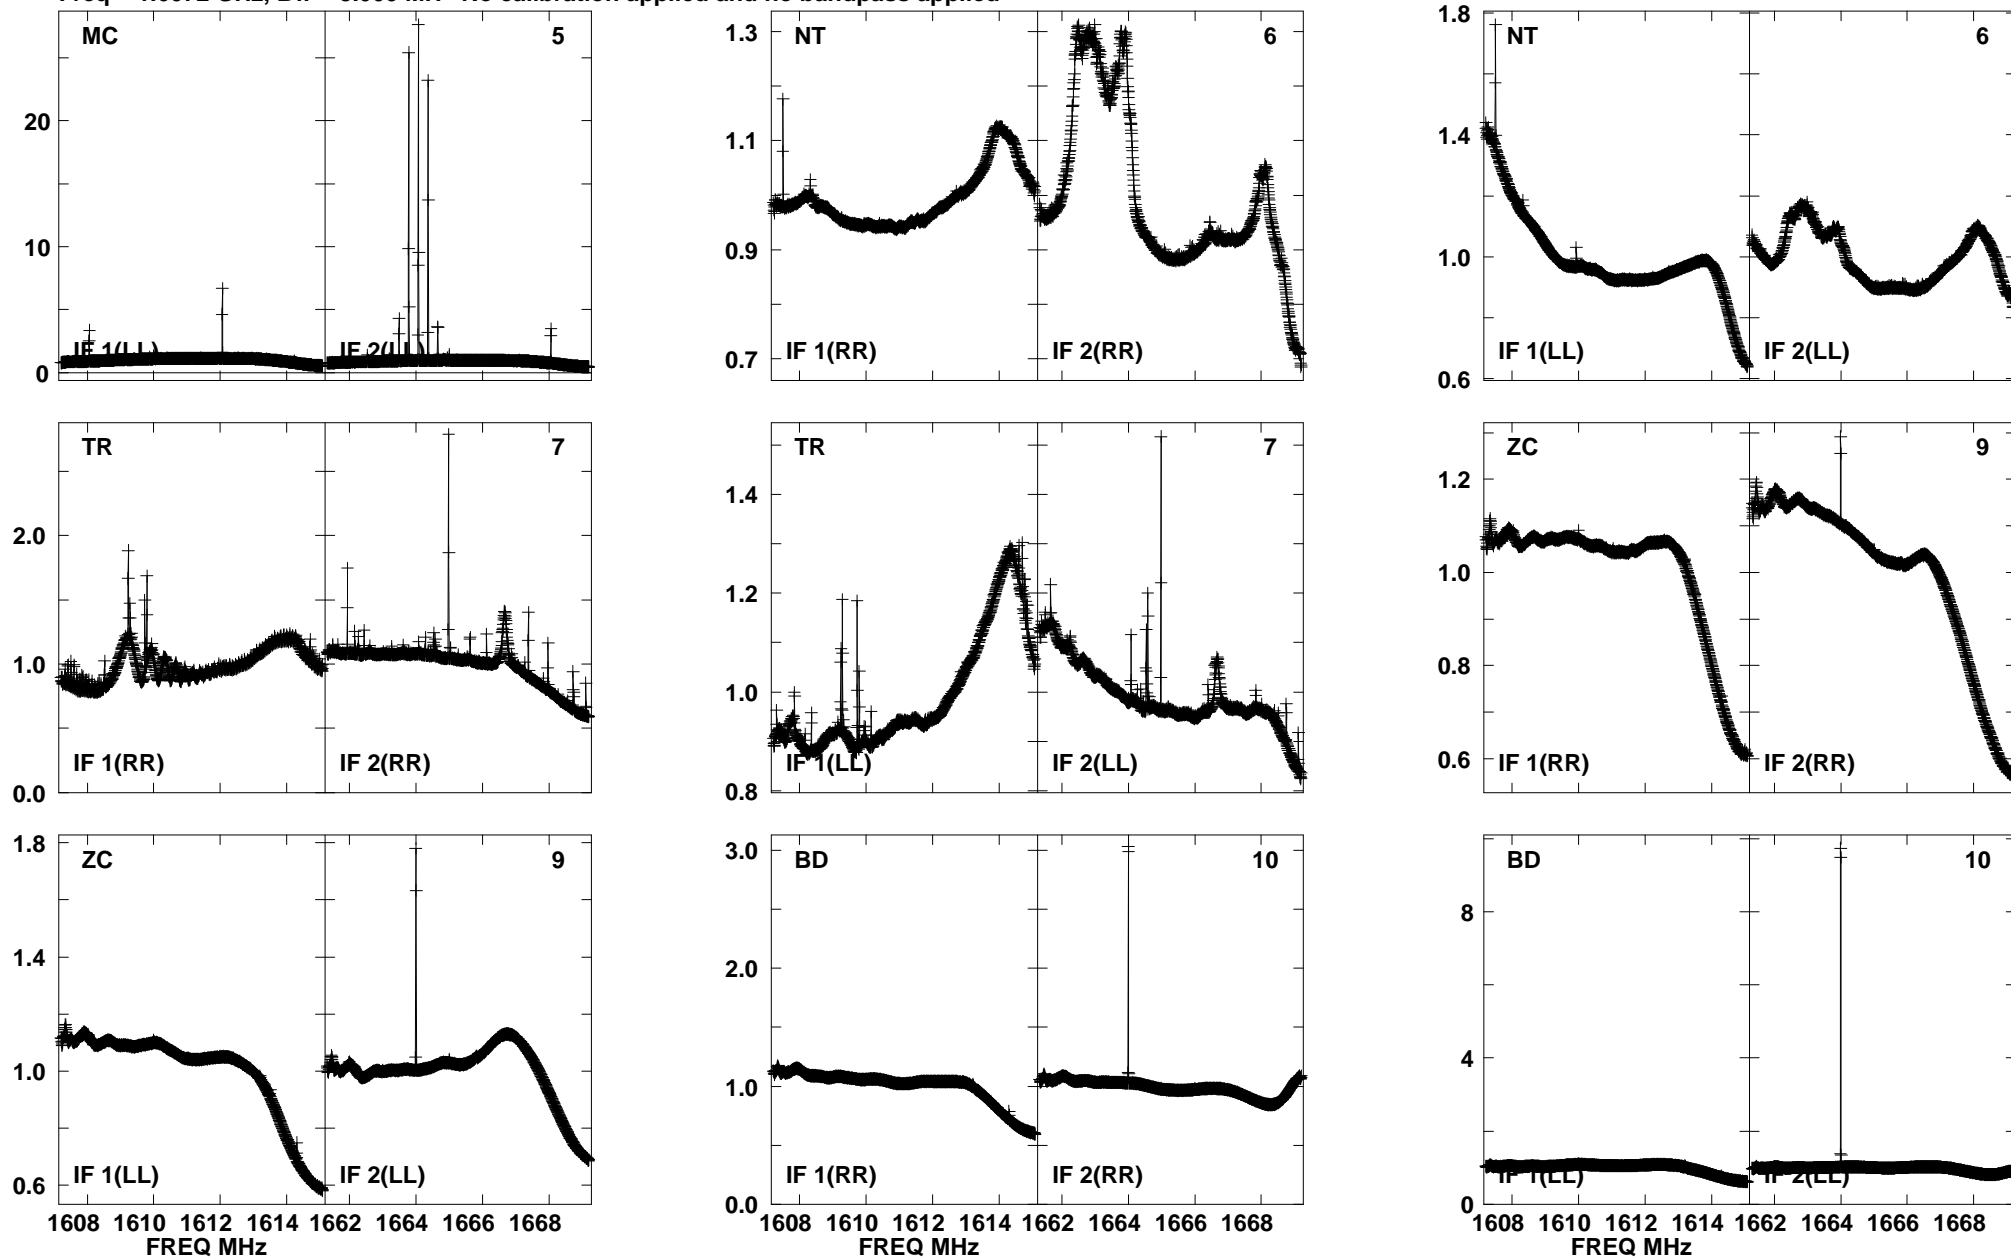 MC 5 NT 6 NT 6
1.8
1.3
20 1.1 1.4
10 0.9 1.0
IF 1(LL) IF 2(LL) IF 1(RR) IF 2(RR) IF 1(LL) IF 2(LL)
0 0.7 0.6
TR 7 TR 7 ZC 9
2.0 1.4 1.2
1.2 1.0
1.0 1.0 0.8
IF 1(RR) IF 2(RR) IF 1(LL) IF 2(LL) IF 1(RR) IF 2(RR)
0.0 0.8 0.6
ZC 9 BD 10 BD 10
1.8 3.0
1.4 2.0 8
1.0 1.0 4
IF 1(LL) IF 2(LL) IF 1(RR) IF 2(RR) IF 1(LL) IF 2(LL)
0.6 0.0 0
1608 1610 1612 1614 1662 1664 1666 1668 1608 1610 1612 1614 1662 1664 1666 1668 1608 1610 1612 1614 1662 1664 1666 1668
FREQ MHz FREQ MHz FREQ MHz